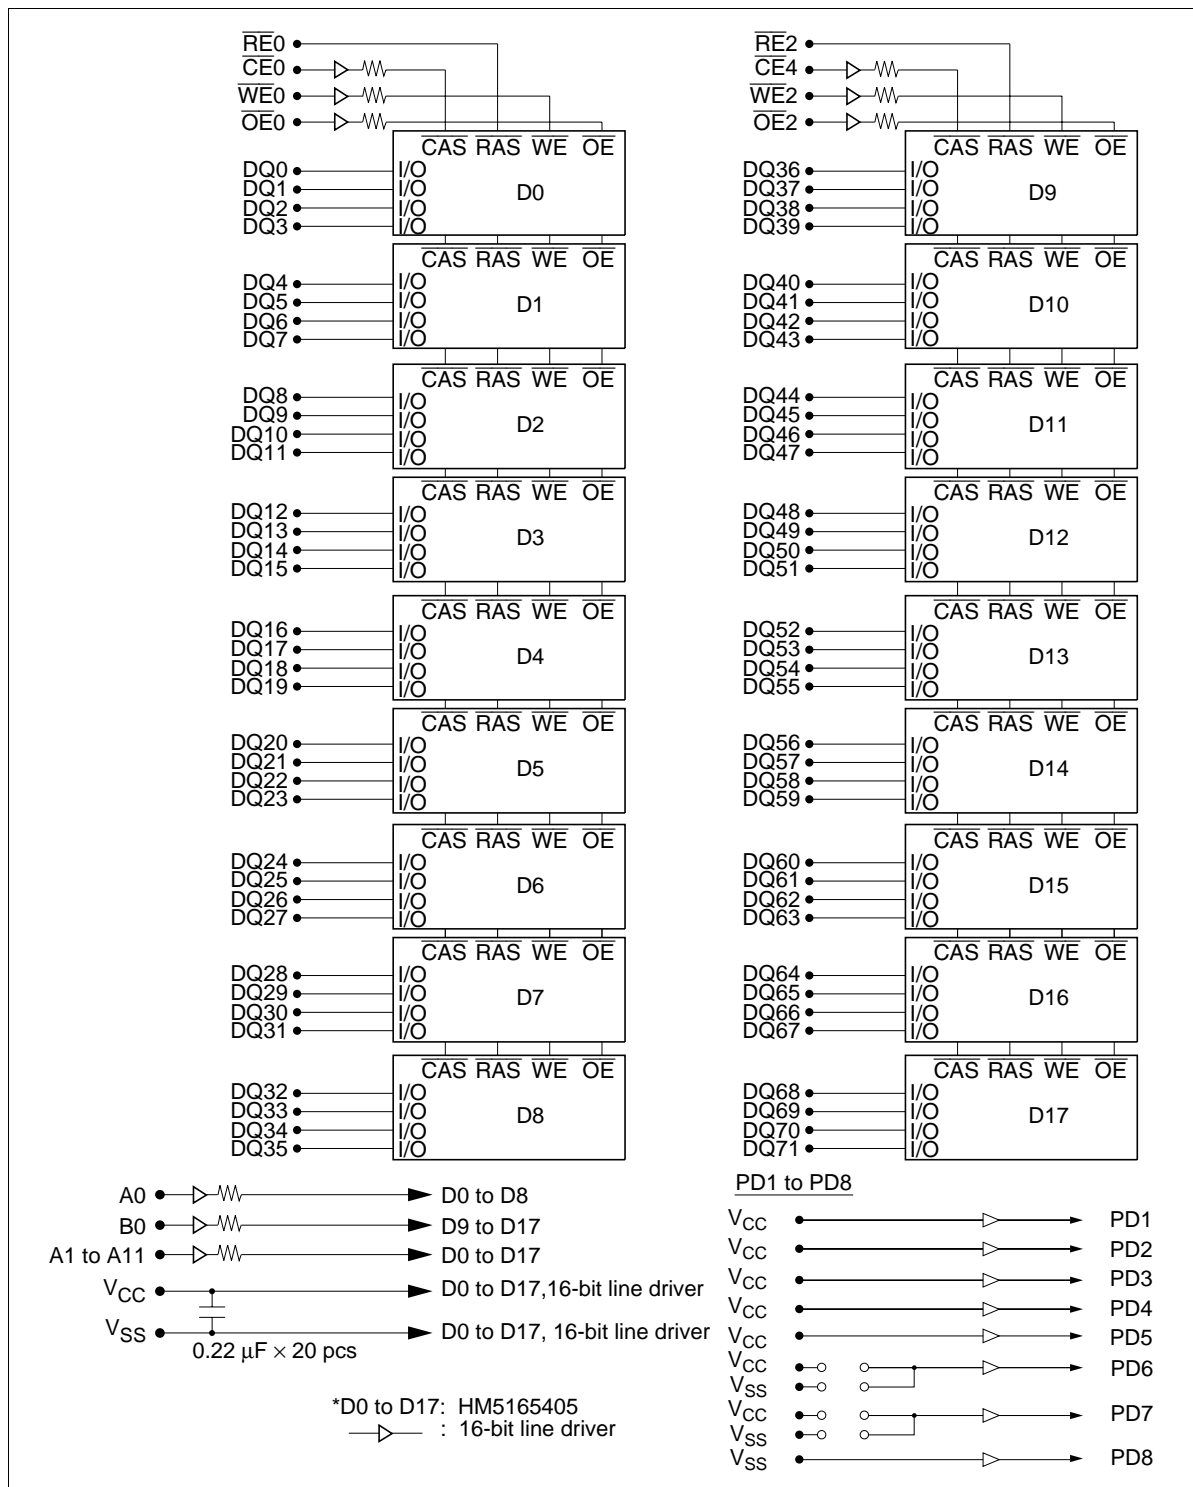 RE0
CE0
WE0
OE0
CAS RAS WE OE
DQ0 I/O
DQ1 I/O
DQ2 I/O
DQ3 I/O
D0
CAS RAS WE OE
DQ4 I/O
DQ5 I/O
DQ6 I/O
DQ7 I/O
D1
CAS RAS WE OE
DQ8 I/O
DQ9 I/O
DQ10 I/O
DQ11 I/O
D2
CAS RAS WE OE
DQ12 I/O
DQ13 I/O
DQ14 I/O
DQ15 I/O
D3
CAS RAS WE OE
DQ16 I/O
DQ17 I/O
DQ18 I/O
DQ19 I/O
D4
CAS RAS WE OE
DQ20 I/O
DQ21 I/O
DQ22 I/O
DQ23 I/O
D5
CAS RAS WE OE
DQ24 I/O
DQ25 I/O
DQ26 I/O
DQ27 I/O
D6
CAS RAS WE OE
DQ28 I/O
DQ29 I/O
DQ30 I/O
DQ31 I/O
D7
CAS RAS WE OE
DQ32 I/O
DQ33 I/O
DQ34 I/O
DQ35 I/O
D8
RE2
CE4
WE2
OE2
CAS RAS WE OE
DQ36 I/O
DQ37 I/O
DQ38 I/O
DQ39 I/O
D9
CAS RAS WE OE
DQ40 I/O
DQ41 I/O
DQ42 I/O
DQ43 I/O
D10
CAS RAS WE OE
DQ44 I/O
DQ45 I/O
DQ46 I/O
DQ47 I/O
D11
CAS RAS WE OE
DQ48 I/O
DQ49 I/O
DQ50 I/O
DQ51 I/O
D12
CAS RAS WE OE
DQ52 I/O
DQ53 I/O
DQ54 I/O
DQ55 I/O
D13
CAS RAS WE OE
DQ56 I/O
DQ57 I/O
DQ58 I/O
DQ59 I/O
D14
CAS RAS WE OE
DQ60 I/O
DQ61 I/O
DQ62 I/O
DQ63 I/O
D15
CAS RAS WE OE
DQ64 I/O
DQ65 I/O
DQ66 I/O
DQ67 I/O
D16
CAS RAS WE OE
DQ68 I/O
DQ69 I/O
DQ70 I/O
DQ71 I/O
D17
A0 D0 to D8
B0 D9 to D17
A1 to A11 D0 to D17
VCC D0 to D17,16-bit line driver
VSS D0 to D17, 16-bit line driver
0.22 µF × 20 pcs
*D0 to D17: HM5165405
: 16-bit line driver
PD1 to PD8
VCC PD1
VCC PD2
VCC PD3
VCC PD4
VCC PD5
VCC PD6
VSS
VCC PD7
VSS
VSS PD8